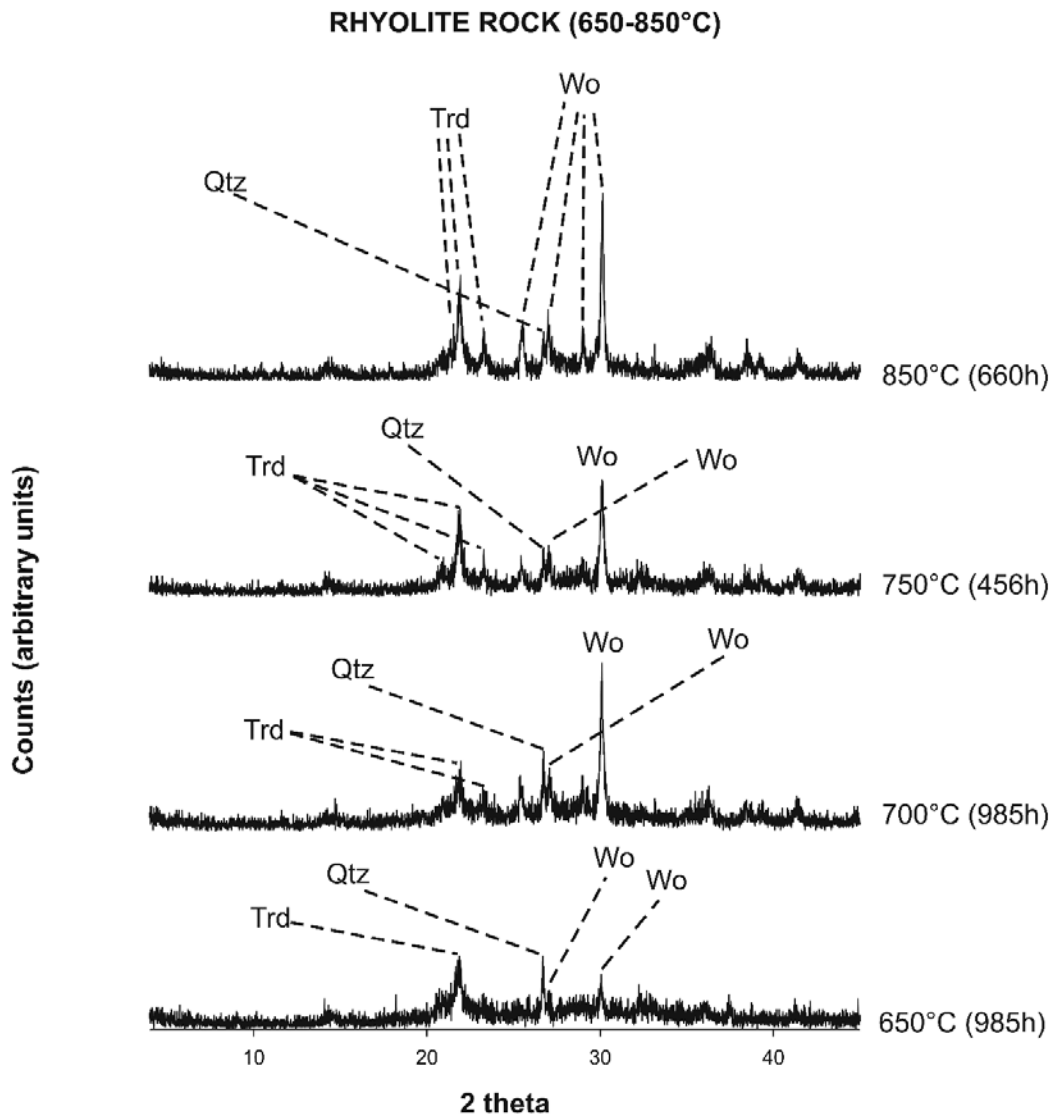 RHYOLITE ROCK (650-850°C)
Wo
Trd
Qtz
850°C (660h)
Qtz
Trd
Wo
Wo
750°C (456h)
Wo
Wo
Qtz
Trd
700°C (985h)
Wo
Qtz
Wo
Trd
650°C (985h)
10 20 30 40
2 theta
Counts (arbitrary units)